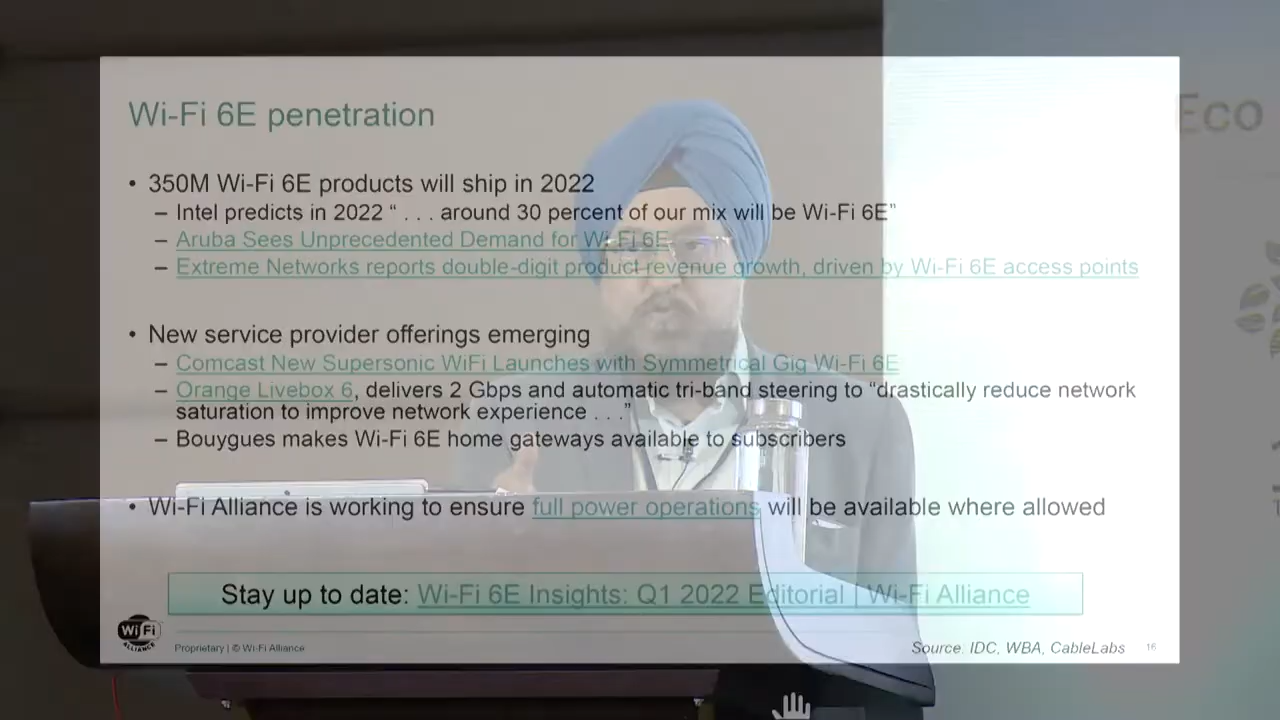 Wi-Fi 6E penetration
• 350M Wi-Fi 6E products will ship in 2022
– Intel predicts in 2022 “ . . . around 30 percent of our mix will be Wi-Fi 6E”
– Aruba Sees Unprecedented Demand for Wi-Fi 6E
– Extreme Networks reports double-digit product revenue growth, driven by Wi-Fi 6E access points
• New service provider offerings emerging
– Comcast New Supersonic WiFi Launches with Symmetrical Gig Wi-Fi 6E
– Orange Livebox 6, delivers 2 Gbps and automatic tri-band steering to “drastically reduce network
saturation to improve network experience . . .”
– Bouygues makes Wi-Fi 6E home gateways available to subscribers
• Wi-Fi Alliance is working to ensure full power operations will be available where allowed
Stay up to date: Wi-Fi 6E Insights: Q1 2022 Editorial | Wi-Fi Alliance
Wi Fi
ALLIANCE
Proprietary | © Wi-Fi Alliance
Source: IDC, WBA, CableLabs
16
Eco